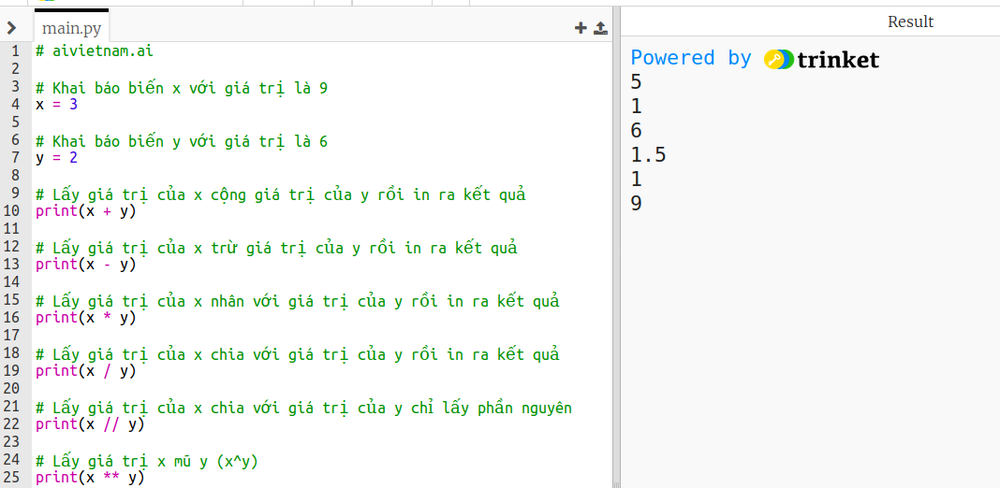 main.py
1 # aivietnam.ai
2
3 # Khai báo biến x với giá trị là 9
4 x = 3
5
6 # Khai báo biến y với giá trị là 6
7 y = 2
8
9 # Lấy giá trị của x cộng giá trị của y rồi in ra kết quả
10 print(x + y)
11
12 # Lấy giá trị của x trừ giá trị của y rồi in ra kết quả
13 print(x - y)
14
15 # Lấy giá trị của x nhân với giá trị của y rồi in ra kết quả
16 print(x * y)
17
18 # Lấy giá trị của x chia với giá trị của y rồi in ra kết quả
19 print(x / y)
20
21 # Lấy giá trị của x chia với giá trị của y chỉ lấy phần nguyên
22 print(x // y)
23
24 # Lấy giá trị x mũ y (x^y)
25 print(x ** y)
Result
Powered by trinket
5
1
6
1.5
1
9